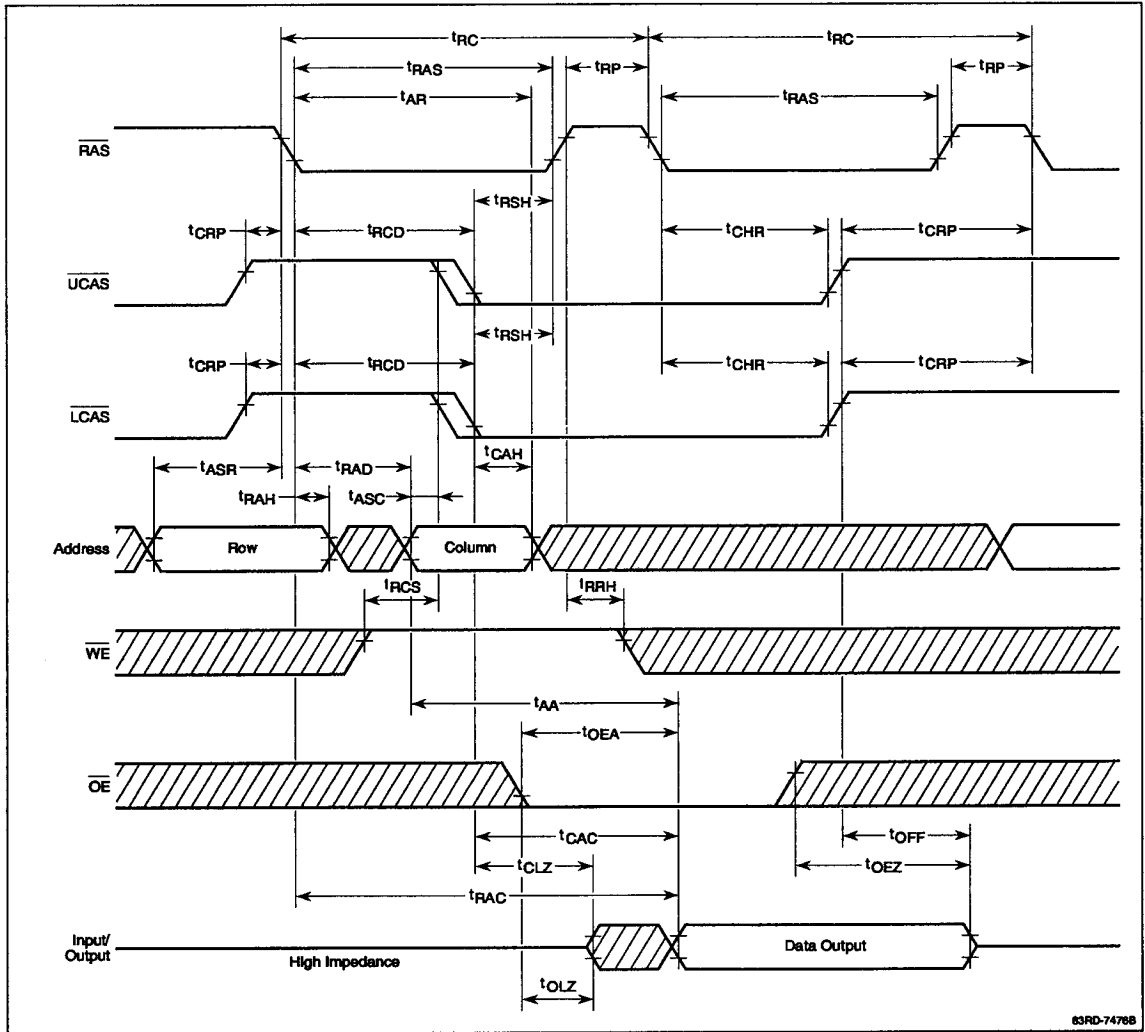 tRC tRC
tRAS tRP tRP
tAR tRAS
RAS
tRSH
tCRP tRCD tCHR tCRP
UCAS
tRSH
tCRP tRCD tCHR tCRP
LCAS
tCAH
tASR tRAD
tRAH tASC
Address Row Column
tRCS tRRH
WE
tAA
tOEA
OE
tCAC tOFF
tCLZ tOEZ
tRAC
Input/
Output High Impedance Data Output
tOLZ
83RD-7476B